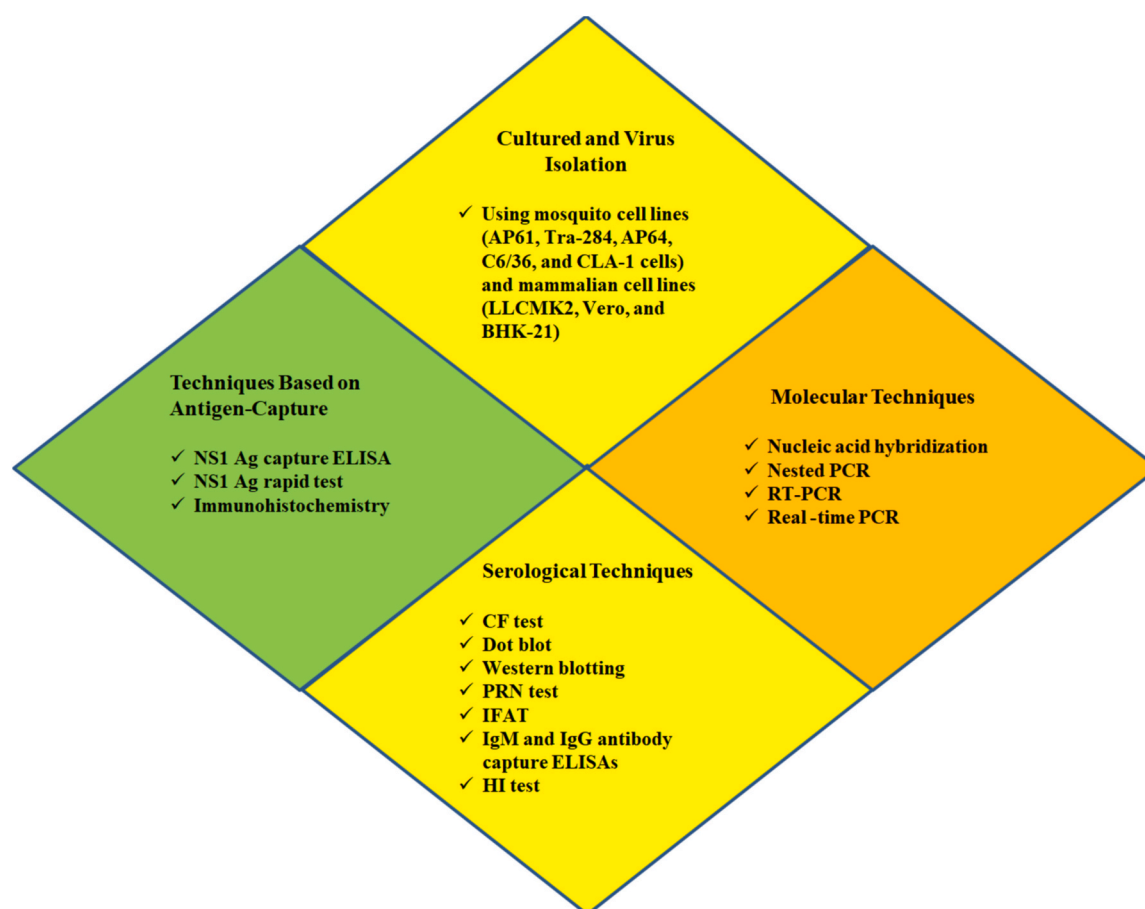 Cultured and Virus
Isolation
✓ Using mosquito cell lines
(AP61, Tra-284, AP64,
C6/36, and CLA-1 cells)
and mammalian cell lines
(LLCMK2, Vero, and
BHK-21)
Techniques Based on
Antigen-Capture
✓ NS1 Ag capture ELISA
✓ NS1 Ag rapid test
✓ Immunohistochemistry
Molecular Techniques
✓ Nucleic acid hybridization
✓ Nested PCR
✓ RT-PCR
✓ Real -time PCR
Serological Techniques
✓ CF test
✓ Dot blot
✓ Western blotting
✓ PRN test
✓ IFAT
✓ IgM and IgG antibody
capture ELISAs
✓ HI test